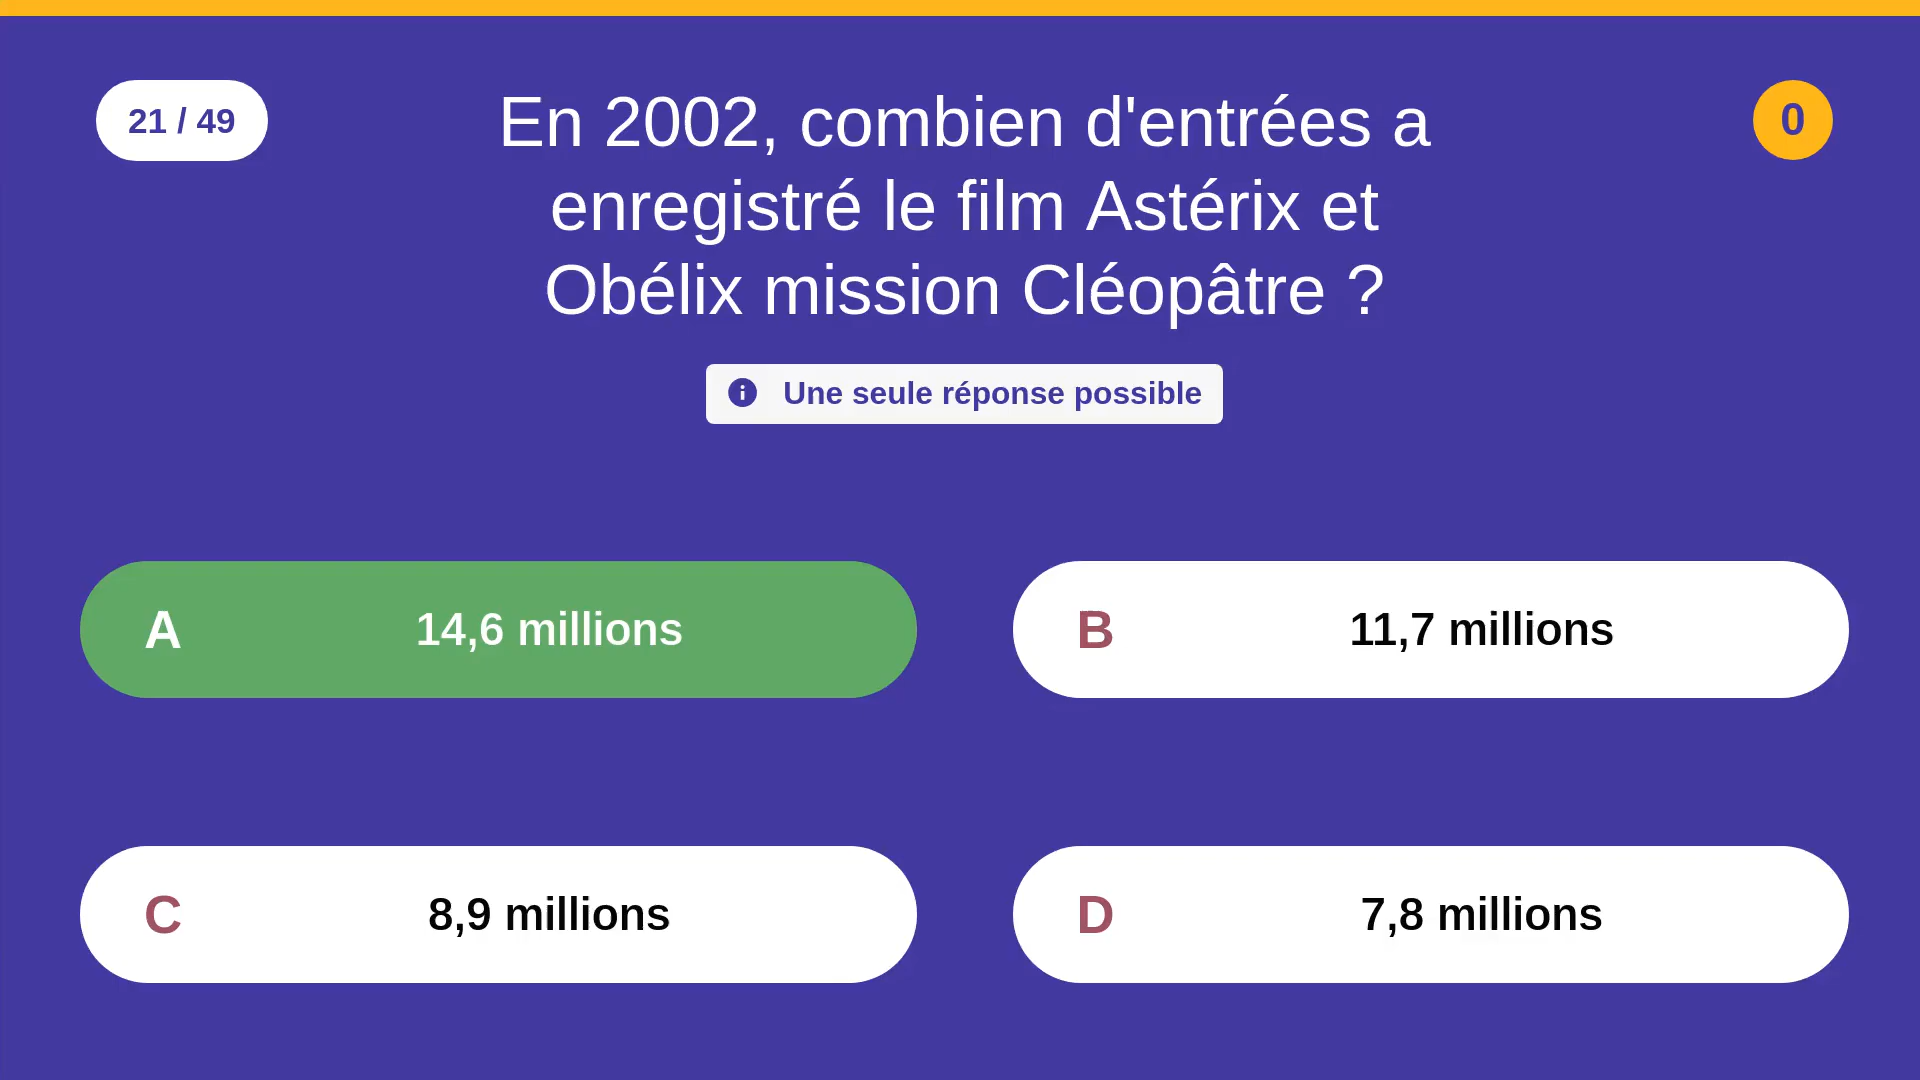 21 / 49
En 2002, combien d'entrées a
enregistré le film Astérix et
Obélix mission Cléopâtre ?
0
Une seule réponse possible
A 14,6 millions
B 11,7 millions
C 8,9 millions
D 7,8 millions